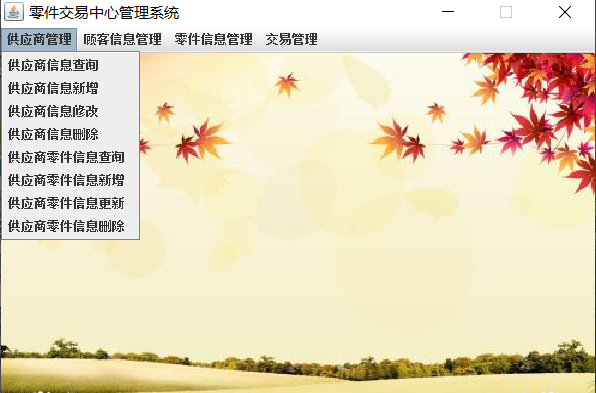 零件交易中心管理系统
供应商管理 顾客信息管理 零件信息管理 交易管理
供应商信息查询
供应商信息新增
供应商信息修改
供应商信息删除
供应商零件信息查询
供应商零件信息新增
供应商零件信息更新
供应商零件信息删除